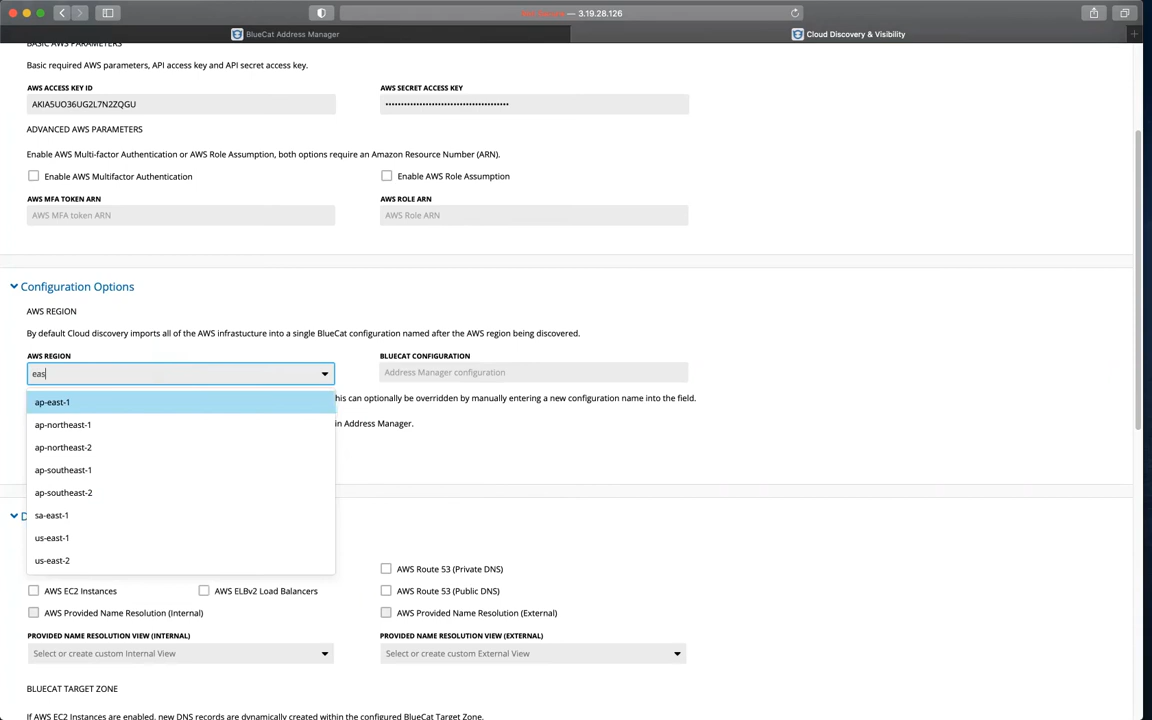 — 3.19.28.126
BlueCat Address Manager
Cloud Discovery & Visibility
BASIC AWS PARAMETERS
Basic required AWS parameters, API access key and API secret access key.
AWS ACCESS KEY ID
AWS SECRET ACCESS KEY
AKIA5UO36UG2L7N2ZQGU
••••••••••••••••••••••••••••••••••••••••
ADVANCED AWS PARAMETERS
Enable AWS Multi-factor Authentication or AWS Role Assumption, both options require an Amazon Resource Number (ARN).
Enable AWS Multifactor Authentication
Enable AWS Role Assumption
AWS MFA TOKEN ARN
AWS ROLE ARN
AWS MFA token ARN
AWS Role ARN
Configuration Options
AWS REGION
By default Cloud discovery imports all of the AWS infrastucture into a single BlueCat configuration named after the AWS region being discovered.
AWS REGION
BLUECAT CONFIGURATION
eas
Address Manager configuration
ap-east-1
his can optionally be overridden by manually entering a new configuration name into the field.
ap-northeast-1
in Address Manager.
ap-northeast-2
ap-southeast-1
ap-southeast-2
sa-east-1
D
us-east-1
us-east-2
AWS Route 53 (Private DNS)
AWS EC2 Instances
AWS ELBv2 Load Balancers
AWS Route 53 (Public DNS)
AWS Provided Name Resolution (Internal)
AWS Provided Name Resolution (External)
PROVIDED NAME RESOLUTION VIEW (INTERNAL)
PROVIDED NAME RESOLUTION VIEW (EXTERNAL)
Select or create custom Internal View
Select or create custom External View
BLUECAT TARGET ZONE
If AWS EC2 Instances are enabled, new DNS records are dynamically created within the configured BlueCat Target Zone.